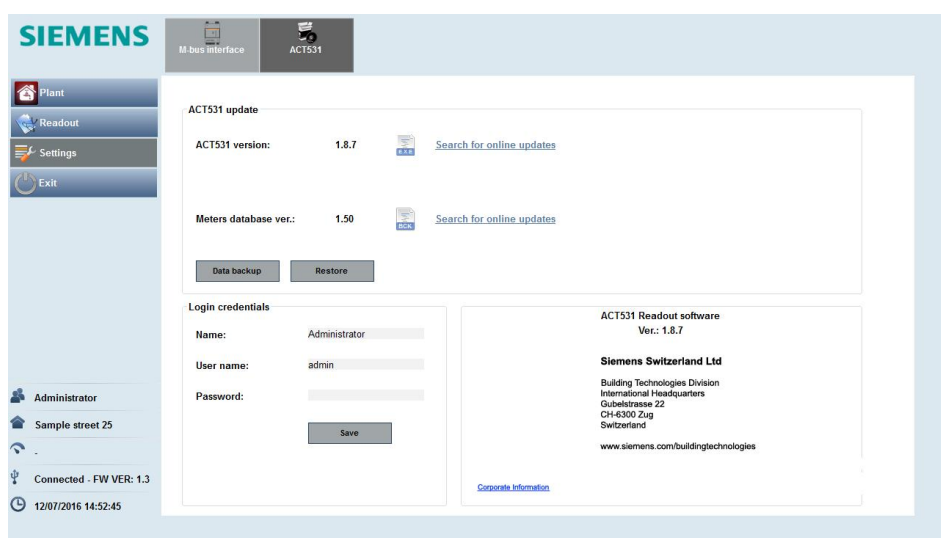 SIEMENS
M-bus interface
ACT531
Plant
Readout
Settings
Exit
ACT531 update
ACT531 version: 1.8.7 EXE Search for online updates
Meters database ver.: 1.50 BCK Search for online updates
Data backup Restore
Login credentials
Name: Administrator
User name: admin
Password:
Save
ACT531 Readout software
Ver.: 1.8.7
Siemens Switzerland Ltd
Building Technologies Division
International Headquarters
Gubelstrasse 22
CH-6300 Zug
Switzerland
www.siemens.com/buildingtechnologies
Corporate Information
Administrator
Sample street 25
-
Connected - FW VER: 1.3
12/07/2016 14:52:45